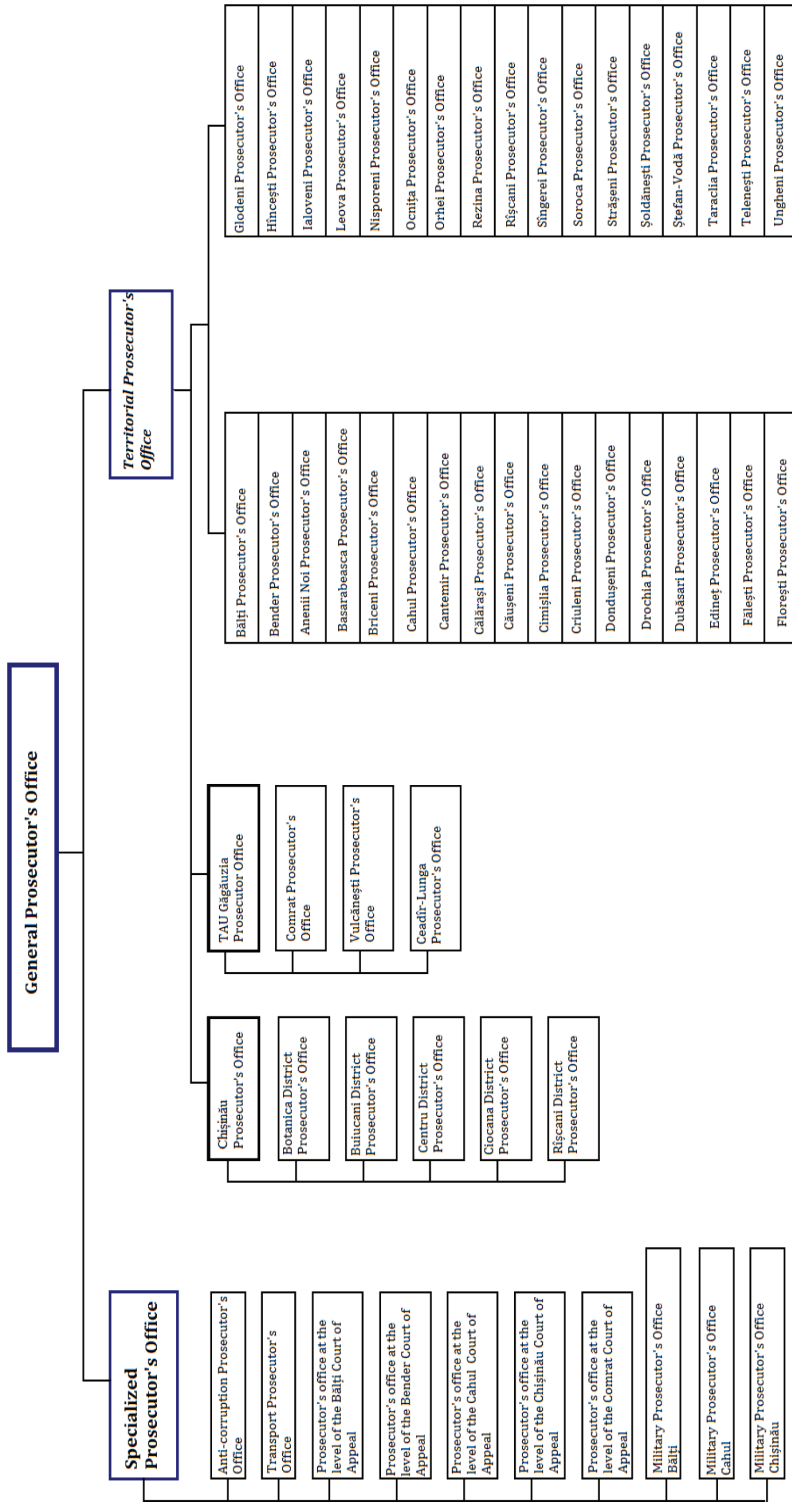 General Prosecutor's Office
Specialized
Prosecutor's Office
Anti-corruption Prosecutor's
Office
Transport Prosecutor's
Office
Prosecutor's office at the
level of the Bălți Court of
Appeal
Prosecutor's office at the
level of the Bender Court of
Appeal
Prosecutor's office at the
level of the Cahul Court of
Appeal
Prosecutor's office at the
level of the Chișinău Court of
Appeal
Prosecutor's office at the
level of the Comrat Court of
Appeal
Military Prosecutor's Office
Bălți
Military Prosecutor's Office
Cahul
Military Prosecutor's Office
Chișinău
Territorial Prosecutor's
Office
Chișinău
Prosecutor's Office
Botanica District
Prosecutor's Office
Buiucani District
Prosecutor's Office
Centru District
Prosecutor's Office
Ciocana District
Prosecutor's Office
Rîșcani District
Prosecutor's Office
TAU Găgăuzia
Prosecutor Office
Comrat Prosecutor's
Office
Vulcănești Prosecutor's
Office
Ceadîr-Lunga
Prosecutor's Office
Bălți Prosecutor's Office
Bender Prosecutor's Office
Anenii Noi Prosecutor's Office
Basarabeasca Prosecutor's Office
Briceni Prosecutor's Office
Cahul Prosecutor's Office
Cantemir Prosecutor's Office
Călărași Prosecutor's Office
Căușeni Prosecutor's Office
Cimișlia Prosecutor's Office
Criuleni Prosecutor's Office
Dondușeni Prosecutor's Office
Drochia Prosecutor's Office
Dubăsari Prosecutor's Office
Edineț Prosecutor's Office
Fălești Prosecutor's Office
Florești Prosecutor's Office
Glodeni Prosecutor's Office
Hîncești Prosecutor's Office
Ialoveni Prosecutor's Office
Leova Prosecutor's Office
Nisporeni Prosecutor's Office
Ocnița Prosecutor's Office
Orhei Prosecutor's Office
Rezina Prosecutor's Office
Rîșcani Prosecutor's Office
Sîngerei Prosecutor's Office
Soroca Prosecutor's Office
Strășeni Prosecutor's Office
Șoldănești Prosecutor's Office
Ștefan-Vodă Prosecutor's Office
Taraclia Prosecutor's Office
Telenești Prosecutor's Office
Ungheni Prosecutor's Office